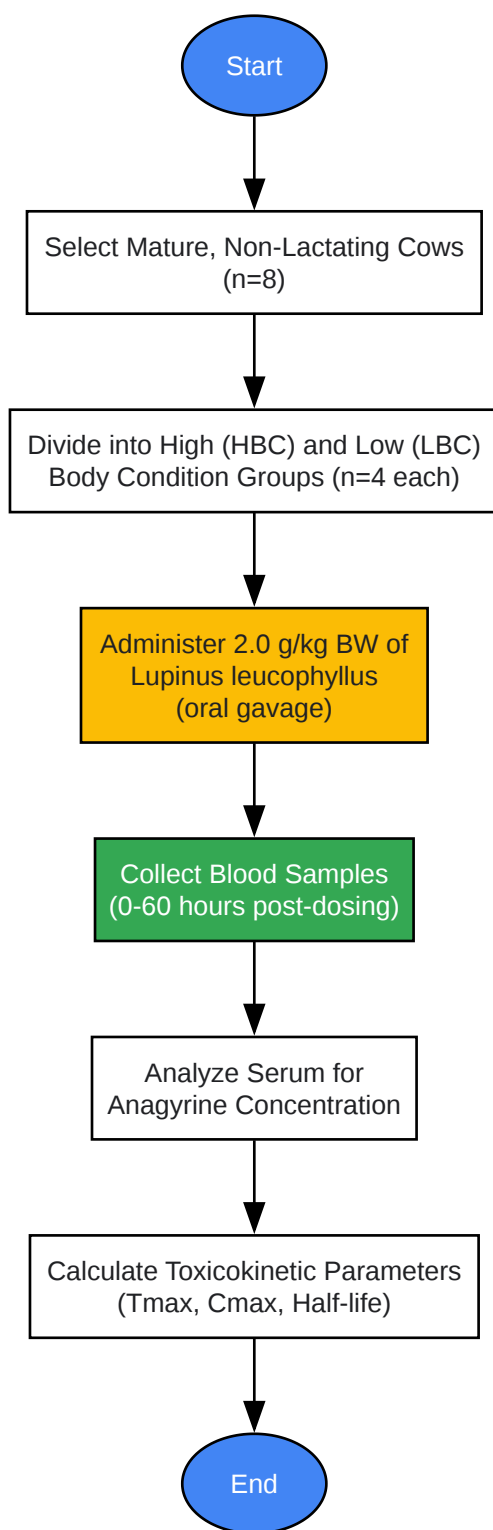 Start
Select Mature, Non-Lactating Cows
(n=8)
Divide into High (HBC) and Low (LBC)
Body Condition Groups (n=4 each)
Administer 2.0 g/kg BW of
Lupinus leucophyllus
(oral gavage)
Collect Blood Samples
(0-60 hours post-dosing)
Analyze Serum for
Anagyrine Concentration
Calculate Toxicokinetic Parameters
(Tmax, Cmax, Half-life)
End